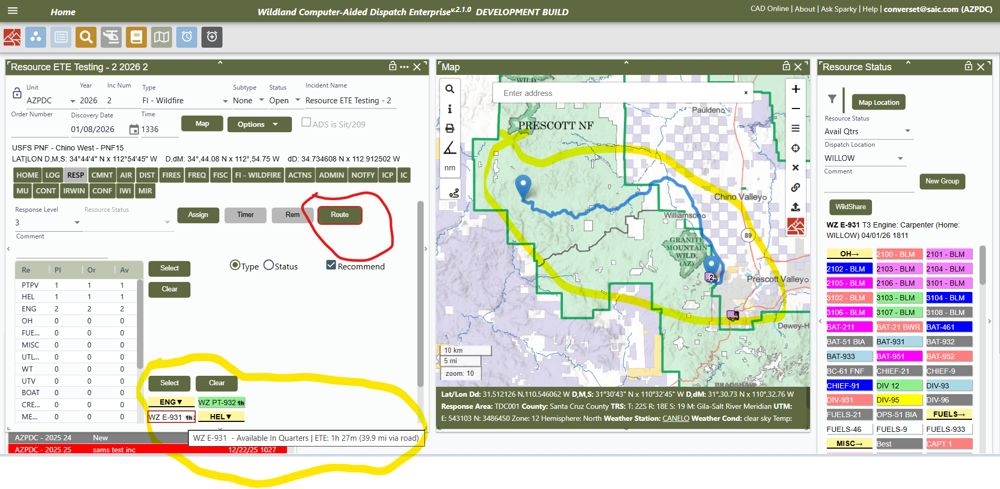 Home
Wildland Computer-Aided Dispatch Enterprise v.2.1.0 DEVELOPMENT BUILD
CAD Online | About | Ask Sparky | Help | converset@saic.com (AZPDC)
Resource ETE Testing - 2 2026 2
Unit Year Inc Num Type Subtype Status Incident Name
AZPDC 2026 2 FI - Wildfire None Open Resource ETE Testing - 2
Order Number Discovery Date Time
01/08/2026 1336 Map Options ADS is Sit/209
USFS PNF - Chino West - PNF15
LAT|LON D,M,S: 34°44'4" N x 112°54'45" W D,dM: 34°,44.08 N x 112°,54.75 W dD: 34.734608 N x 112.912502 W
HOME LOG RESP CMNT AIR DIST FIRES FREQ FISC FI - WILDFIRE ACTNS ADMIN NOTFY ICP IC
MU CONT IRWIN CONF IWI MIR
Response Level Resource Status
3 Assign Timer Rem Route
Comment
Select Type Status Recommend
Clear
Re Pl Or Av
PTPV 1 1 1
HEL 1 1 1
ENG 2 2 2
OH 0 0 0
FUE... 0 0 0
MISC 0 0 0
UTL... 0 0 0
WT 0 0 0
UTV 0 0 0
BOAT 0 0 0
CRE... 0 0 0
ME... 0 0 0
Select Clear
ENG▼ WZ PT-932 1h
WZ E-931 1h HEL▼
WZ E-931 - Available In Quarters | ETE: 1h 27m (39.9 mi via road)
AZPDC - 2025 24 New
AZPDC - 2025 25 sams test inc 12/22/25 1027
Map
Enter address ×
nm
WILD.
PRESCOTT NF
Paulden
Chino Valley
Williamson
89
GRANITE
MOUNTAIN
WILD.
(AZ)
2
Prescott Valley
Dewey-H
BRADSHAW
10 km
5 mi
zoom: 10
Lat/Lon Dd: 31.512126 N,110.546062 W D,M,S: 31°30'43" N x 110°32'45" W D,dM: 31°,30.73 N x 110°,32.76 W
Response Area: TDC001 County: Santa Cruz County TRS: T: 22S R: 18E S: 19 M: Gila-Salt River Meridian UTM:
E: 543103 N: 3486450 Zone: 12 Hemisphere: North Weather Station: CANELO Weather Cond: clear sky Temp:
Resource Status
Map Location
Resource Status
Avail Qtrs
Dispatch Location
WILLOW
Comment
New Group
WildShare
WZ E-931 T3 Engine: Carpenter (Home:
WILLOW) 04/01/26 1811
OH→ 2100 - BLM 2101 - BLM
2102 - BLM 2103 - BLM 2104 - BLM
2105 - BLM 2106 - BLM 3101 - BLM
3102 - BLM 3103 - BLM 3104 - BLM
3106 - BLM 3107 - BLM 3108 - BLM
BAT-211 BAT-21 BWR BAT-461
BAT-51 BIA BAT-931 BAT-932
BAT-933 BAT-951 BAT-952
BC-61 FNF CHIEF-21 CHIEF-9
CHIEF-91 DIV 12 DIV-93
DIV-931 DIV-95 DIV-96
FUELS-21 OPS-51 BIA FUELS→
FUELS-46 FUELS-9 FUELS-933
MISC→ Best CAPT 1